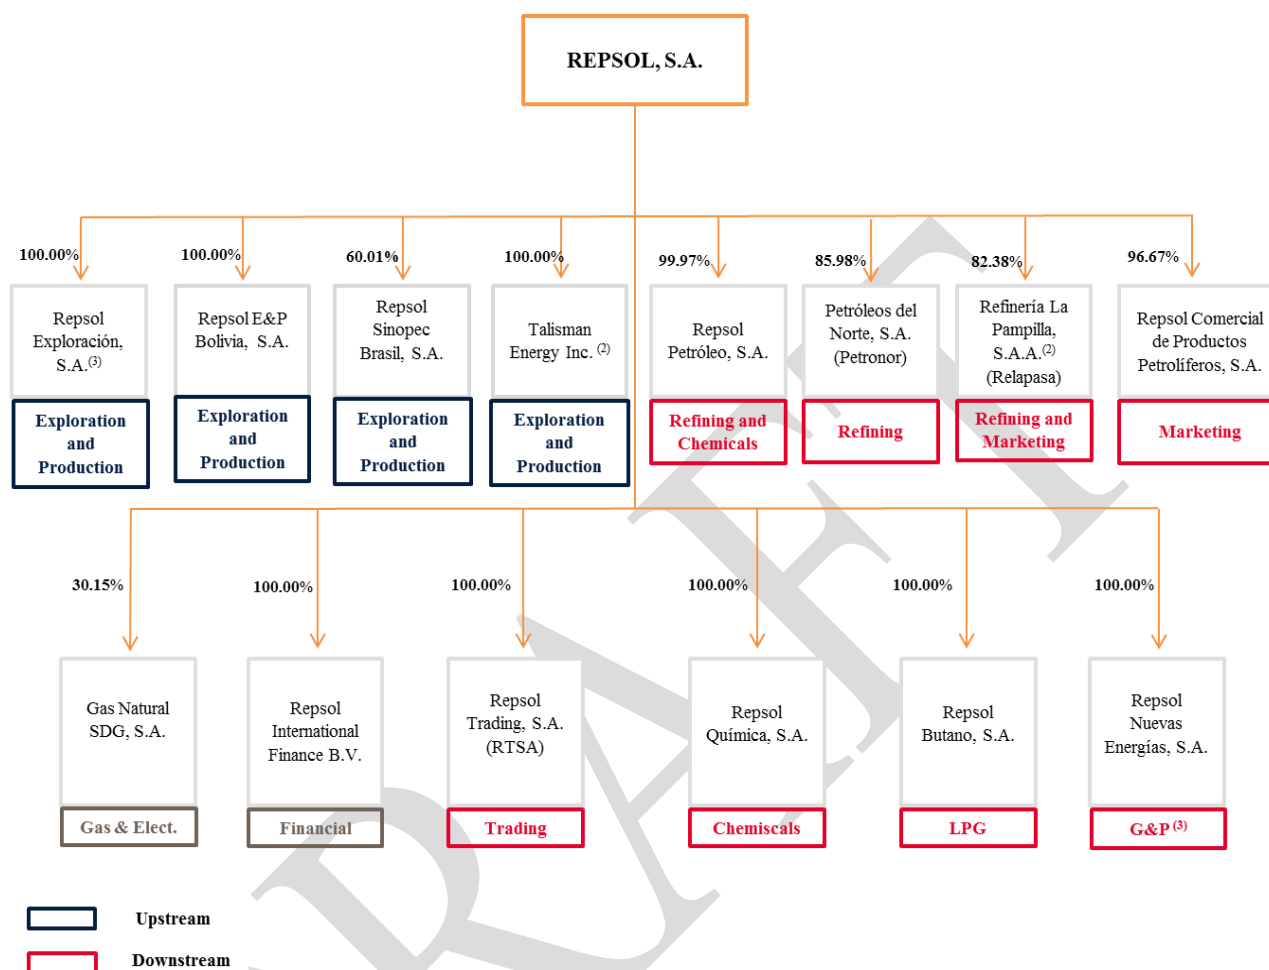 REPSOL, S.A.
100.00%
100.00%
60.01%
100.00%
99.97%
85.98%
82.38%
96.67%
Repsol
Exploración,
S.A.(3)
Exploration
and
Production
Repsol E&P
Bolivia, S.A.
Exploration
and
Production
Repsol
Sinopec
Brasil, S.A.
Exploration
and
Production
Talisman
Energy Inc. (2)
Exploration
and
Production
Repsol
Petróleo, S.A.
Refining and
Chemicals
Petróleos del
Norte, S.A.
(Petronor)
Refining
Refinería La
Pampilla,
S.A.A.(2)
(Relapasa)
Refining and
Marketing
Repsol Comercial
de Productos
Petrolíferos, S.A.
Marketing
30.15%
100.00%
100.00%
100.00%
100.00%
100.00%
Gas Natural
SDG, S.A.
Gas & Elect.
Repsol
International
Finance B.V.
Financial
Repsol
Trading, S.A.
(RTSA)
Trading
Repsol
Química, S.A.
Chemiscals
Repsol
Butano, S.A.
LPG
Repsol
Nuevas
Energías, S.A.
G&P (3)
Upstream
Downstream
DRAFT